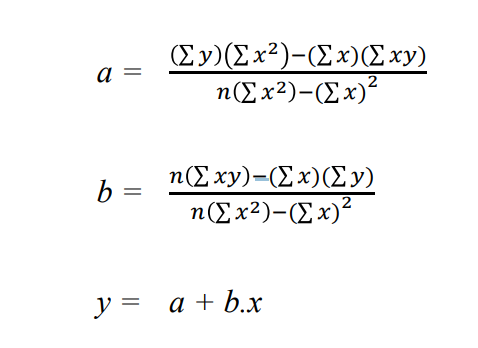 a = (∑y)(∑x²)−(∑x)(∑xy) / n(∑x²)−(∑x)²
b = n(∑xy)−(∑x)(∑y) / n(∑x²)−(∑x)²
y = a + b.x